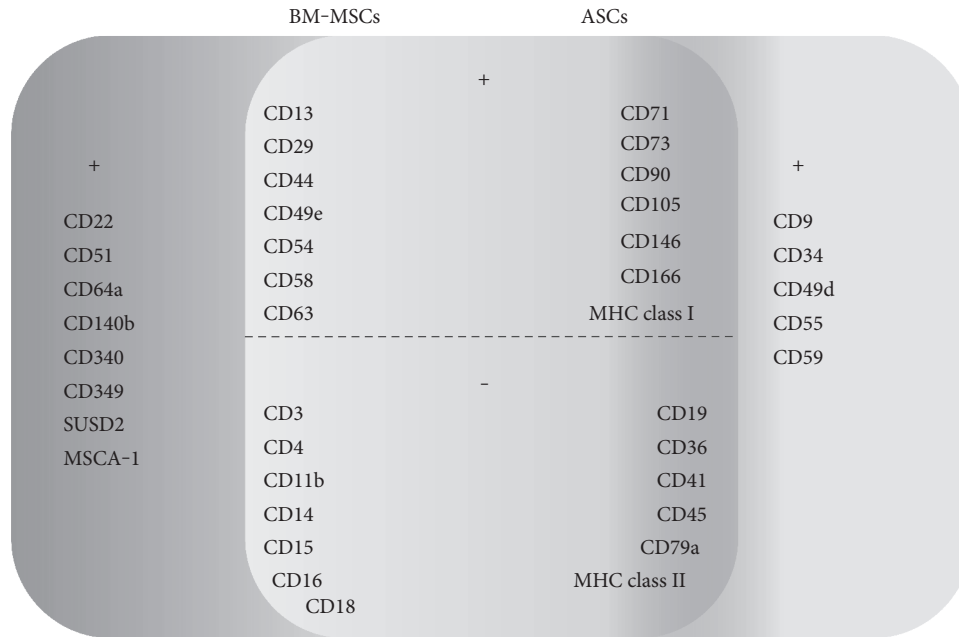 BM-MSCs ASCs
+
CD22
CD51
CD64a
CD140b
CD340
CD349
SUSD2
MSCA-1
+
CD13 CD71
CD29 CD73
CD44 CD90
CD49e CD105
CD54 CD146
CD58 CD166
CD63 MHC class I
-
CD3 CD19
CD4 CD36
CD11b CD41
CD14 CD45
CD15 CD79a
CD16 MHC class II
CD18
+
CD9
CD34
CD49d
CD55
CD59